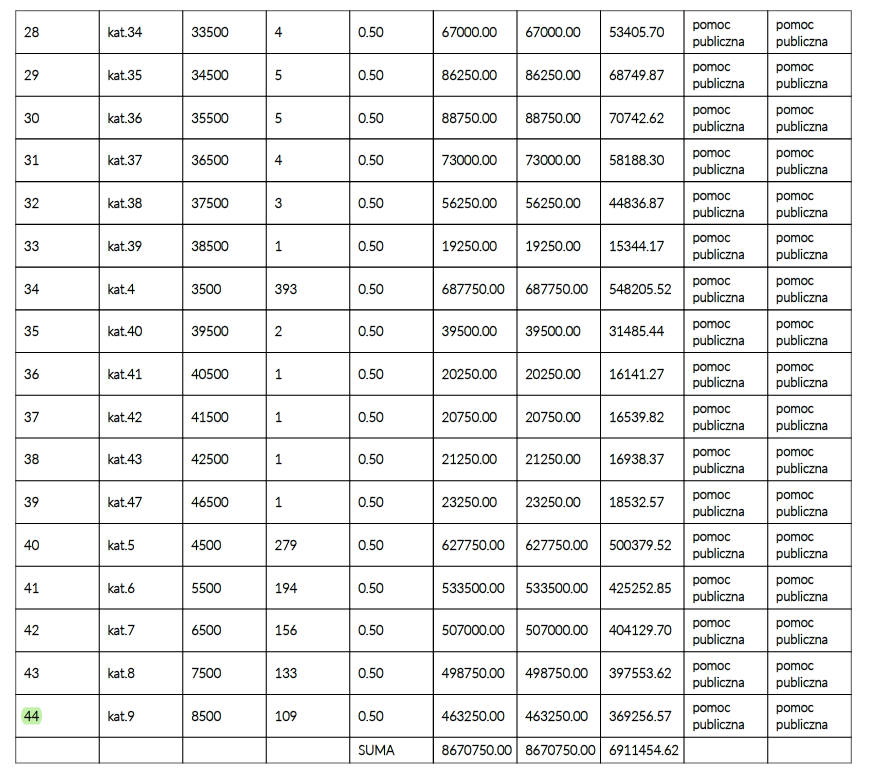 28 kat.34 33500 4 0.50 67000.00 67000.00 53405.70 pomoc publiczna pomoc publiczna
29 kat.35 34500 5 0.50 86250.00 86250.00 68749.87 pomoc publiczna pomoc publiczna
30 kat.36 35500 5 0.50 88750.00 88750.00 70742.62 pomoc publiczna pomoc publiczna
31 kat.37 36500 4 0.50 73000.00 73000.00 58188.30 pomoc publiczna pomoc publiczna
32 kat.38 37500 3 0.50 56250.00 56250.00 44836.87 pomoc publiczna pomoc publiczna
33 kat.39 38500 1 0.50 19250.00 19250.00 15344.17 pomoc publiczna pomoc publiczna
34 kat.4 3500 393 0.50 687750.00 687750.00 548205.52 pomoc publiczna pomoc publiczna
35 kat.40 39500 2 0.50 39500.00 39500.00 31485.44 pomoc publiczna pomoc publiczna
36 kat.41 40500 1 0.50 20250.00 20250.00 16141.27 pomoc publiczna pomoc publiczna
37 kat.42 41500 1 0.50 20750.00 20750.00 16539.82 pomoc publiczna pomoc publiczna
38 kat.43 42500 1 0.50 21250.00 21250.00 16938.37 pomoc publiczna pomoc publiczna
39 kat.47 46500 1 0.50 23250.00 23250.00 18532.57 pomoc publiczna pomoc publiczna
40 kat.5 4500 279 0.50 627750.00 627750.00 500379.52 pomoc publiczna pomoc publiczna
41 kat.6 5500 194 0.50 533500.00 533500.00 425252.85 pomoc publiczna pomoc publiczna
42 kat.7 6500 156 0.50 507000.00 507000.00 404129.70 pomoc publiczna pomoc publiczna
43 kat.8 7500 133 0.50 498750.00 498750.00 397553.62 pomoc publiczna pomoc publiczna
44 kat.9 8500 109 0.50 463250.00 463250.00 369256.57 pomoc publiczna pomoc publiczna
SUMA 8670750.00 8670750.00 6911454.62